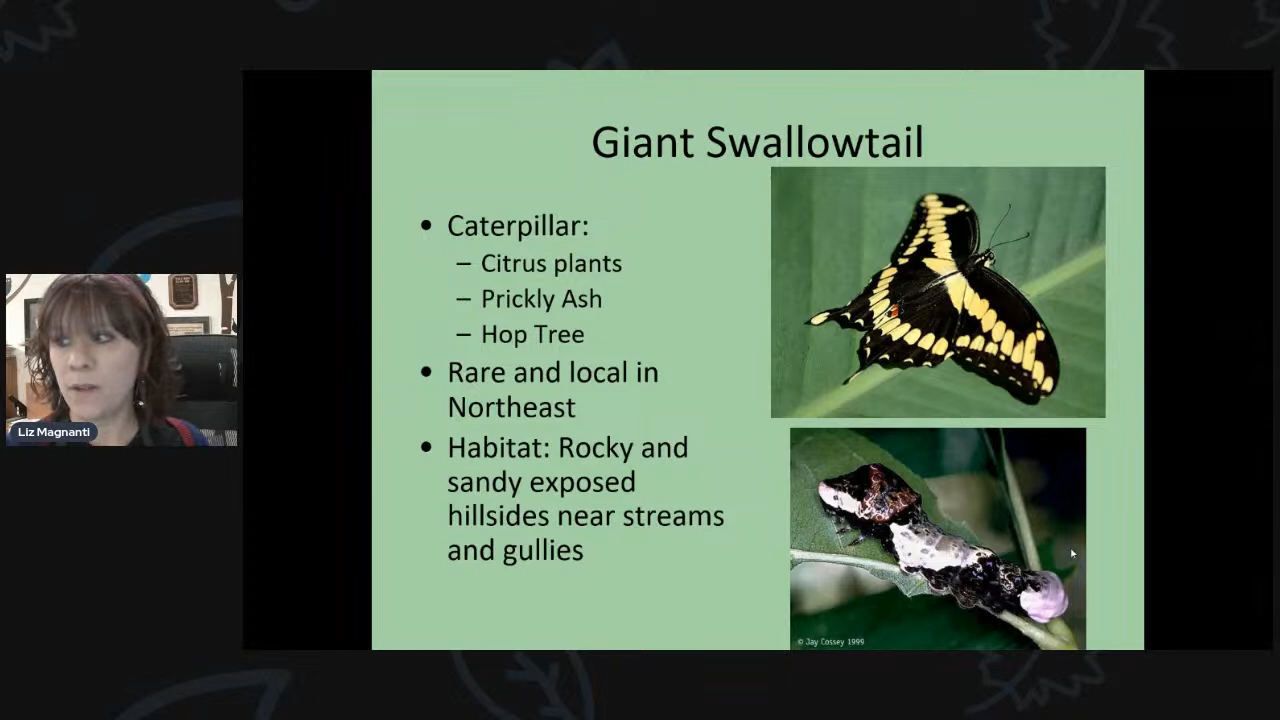 Giant Swallowtail
• Caterpillar:
– Citrus plants
– Prickly Ash
– Hop Tree
• Rare and local in
Northeast
• Habitat: Rocky and
sandy exposed
hillsides near streams
and gullies
© Jay Cossey 1999
Liz Magnanti